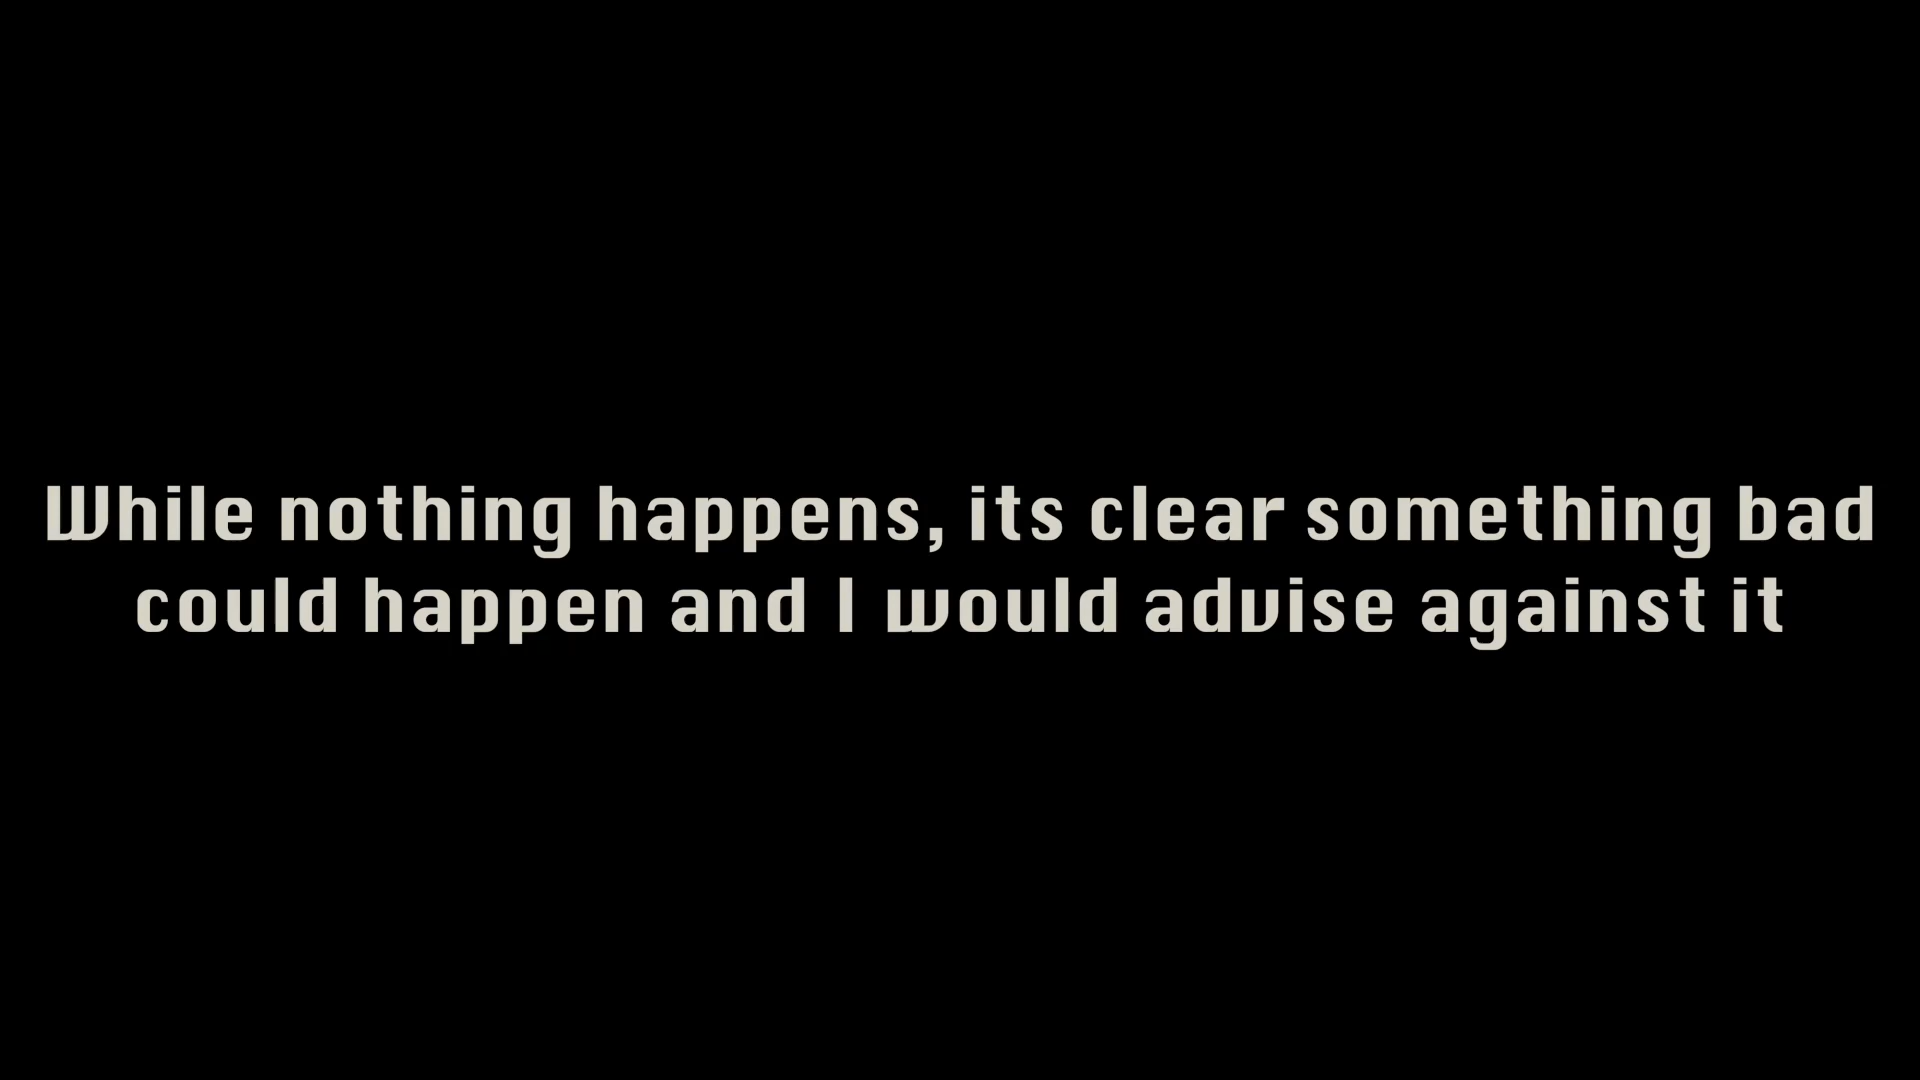 While nothing happens, its clear something bad
could happen and I would advise against it